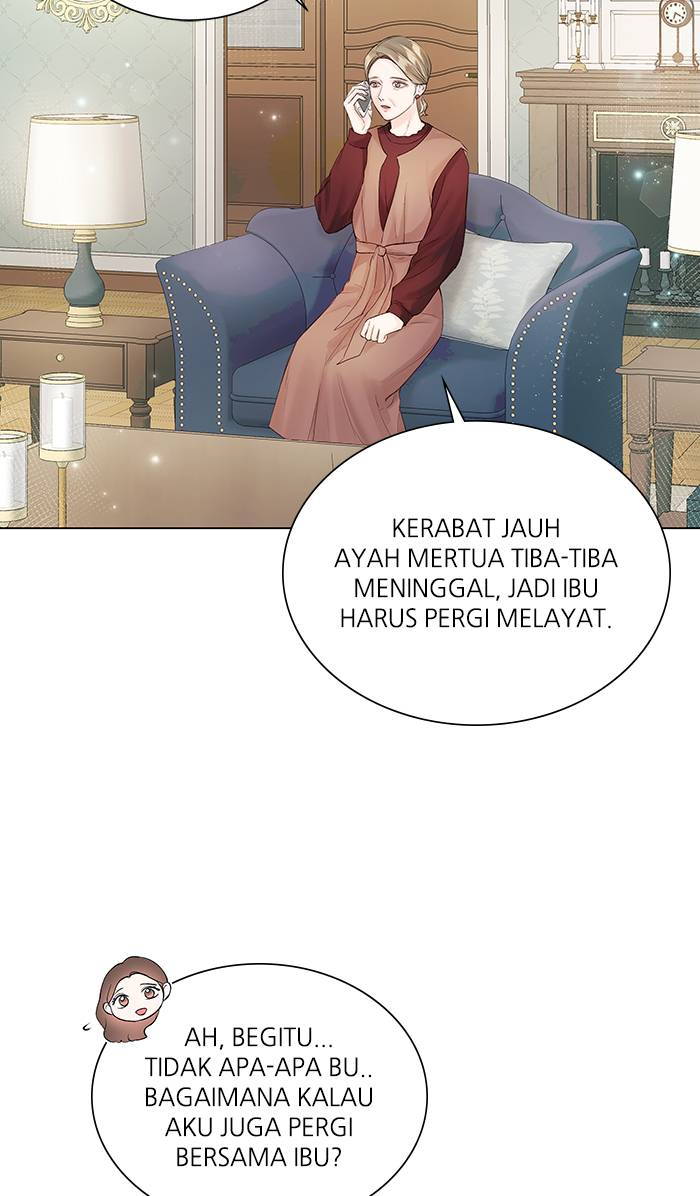 KERABAT JAUH
AYAH MERTUA TIBA-TIBA
MENINGGAL, JADI IBU
HARUS PERGI MELAYAT.
AH, BEGITU...
TIDAK APA-APA BU..
BAGAIMANA KALAU
AKU JUGA PERGI
BERSAMA IBU?